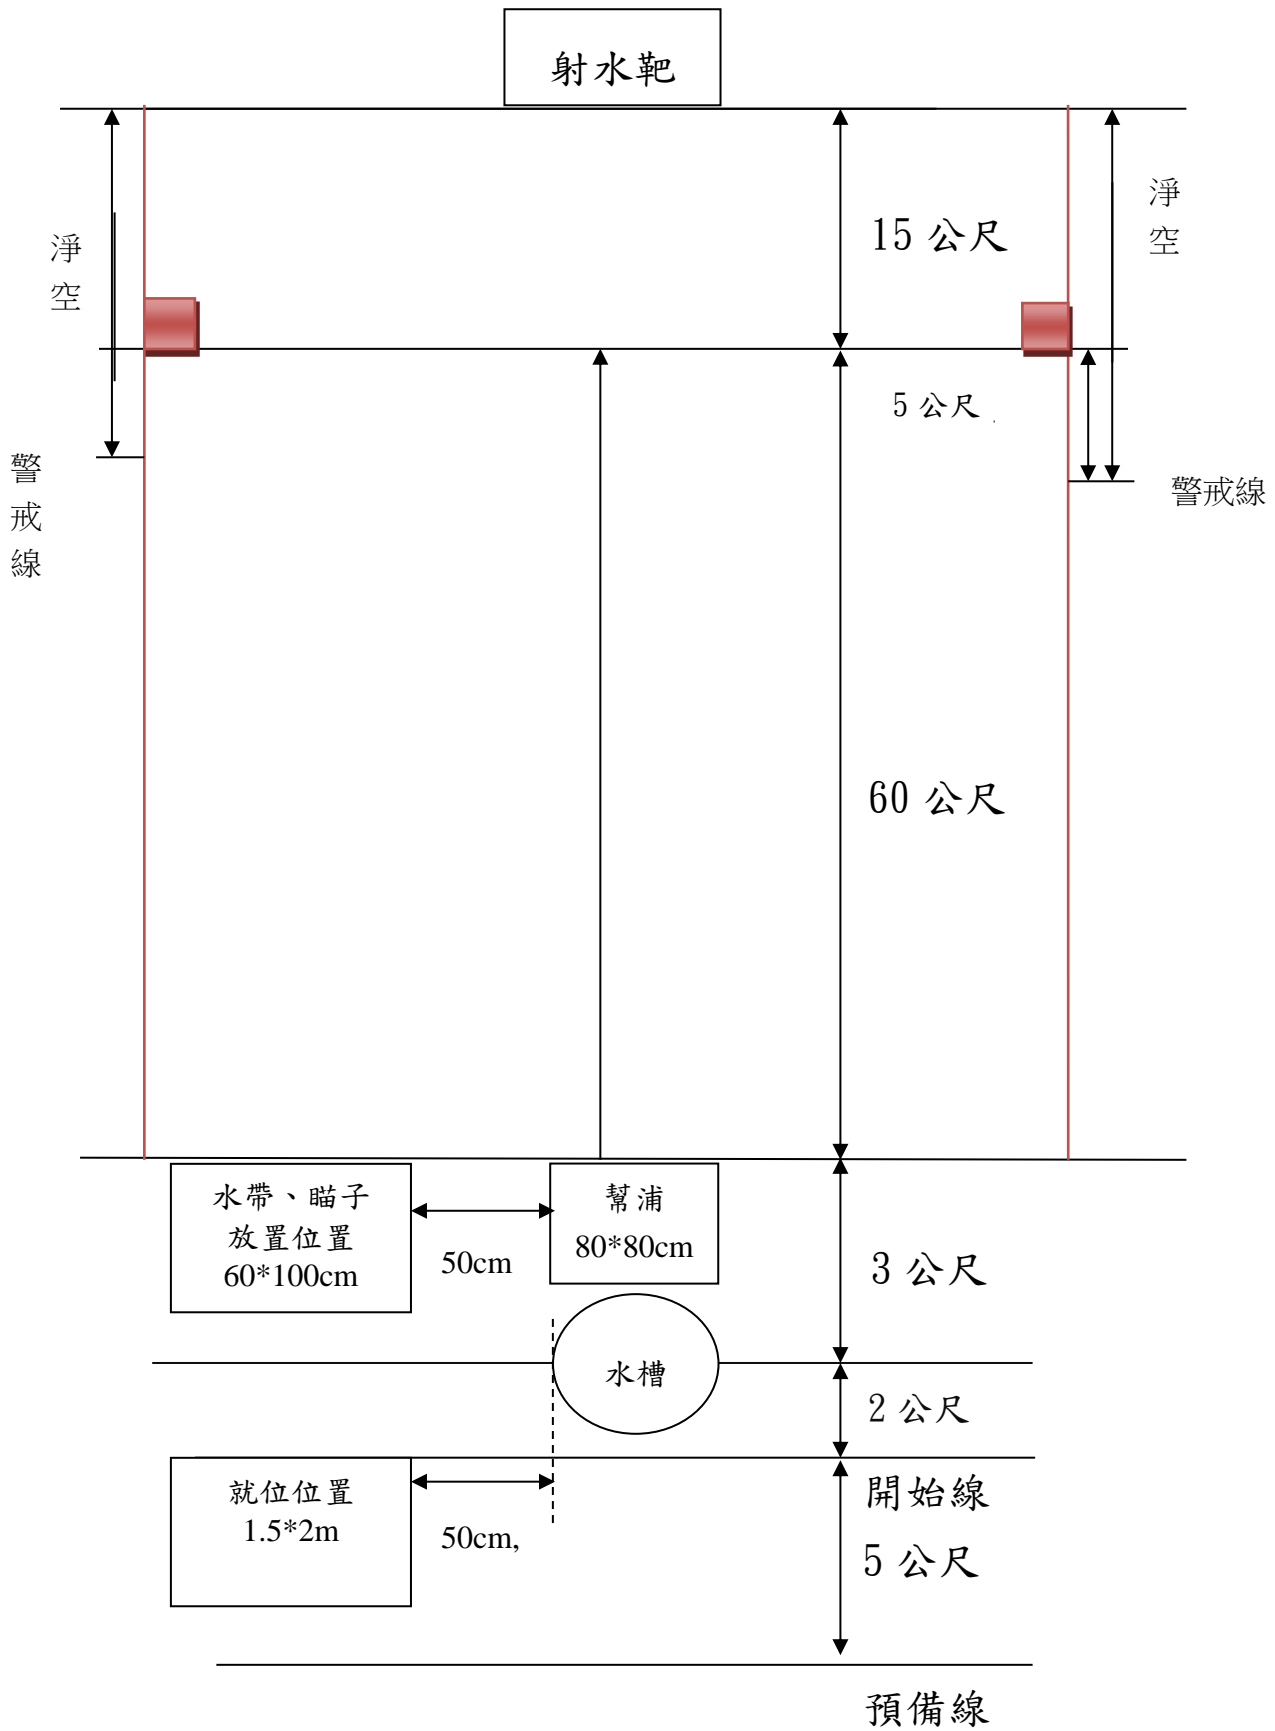 射水靶
15 公尺
淨
空
淨
空
5 公尺
警
戒
線
警戒線
60 公尺
水帶、瞄子
放置位置
60*100cm
50cm
幫浦
80*80cm
3 公尺
水槽
2 公尺
就位位置
1.5*2m
50cm,
開始線
5 公尺
預備線